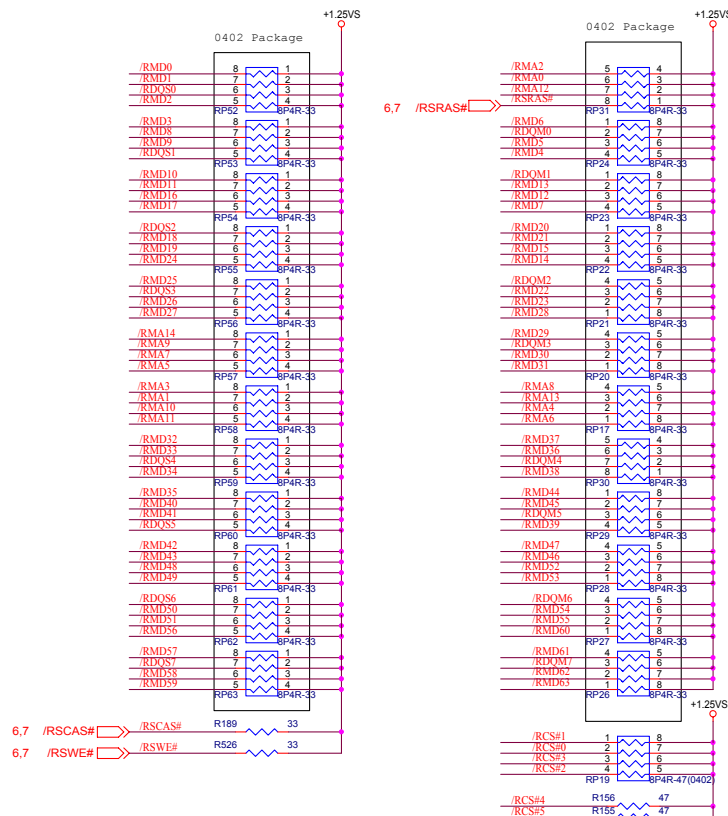 +1.25VS
0402 Package
/RMD0 8 1
/RMD1 7 2
/RDQS0 6 3
/RMD2 5 4
RP52 8P4R-33
/RMD3 8 1
/RMD8 7 2
/RMD9 6 3
/RDQS1 5 4
RP53 8P4R-33
/RMD10 8 1
/RMD11 7 2
/RMD16 6 3
/RMD17 5 4
RP54 8P4R-33
/RDQS2 8 1
/RMD18 7 2
/RMD19 6 3
/RMD24 5 4
RP55 8P4R-33
/RMD25 8 1
/RDQS3 7 2
/RMD26 6 3
/RMD27 5 4
RP56 8P4R-33
/RMA14 8 1
/RMA9 7 2
/RMA7 6 3
/RMA5 5 4
RP57 8P4R-33
/RMA3 8 1
/RMA1 7 2
/RMA10 6 3
/RMA11 5 4
RP58 8P4R-33
/RMD32 8 1
/RMD33 7 2
/RDQS4 6 3
/RMD34 5 4
RP59 8P4R-33
/RMD35 8 1
/RMD40 7 2
/RMD41 6 3
/RDQS5 5 4
RP60 8P4R-33
/RMD42 8 1
/RMD43 7 2
/RMD48 6 3
/RMD49 5 4
RP61 8P4R-33
/RDQS6 8 1
/RMD50 7 2
/RMD51 6 3
/RMD56 5 4
RP62 8P4R-33
/RMD57 8 1
/RDQS7 7 2
/RMD58 6 3
/RMD59 5 4
RP63 8P4R-33
6,7 /RSCAS# /RSCAS# R189 33
6,7 /RSWE# /RSWE# R526 33
+1.25VS
0402 Package
/RMA2 5 4
/RMA0 6 3
/RMA12 7 2
6,7 /RSRAS# /RSRAS# 8 1
RP31 8P4R-33
/RMD6 1 8
/RDQM0 2 7
/RMD5 3 6
/RMD4 4 5
RP24 8P4R-33
/RDQM1 1 8
/RMD13 2 7
/RMD12 3 6
/RMD7 4 5
RP23 8P4R-33
/RMD20 1 8
/RMD21 2 7
/RMD15 3 6
/RMD14 4 5
RP22 8P4R-33
/RDQM2 4 5
/RMD22 3 6
/RMD23 2 7
/RMD28 1 8
RP21 8P4R-33
/RMD29 4 5
/RDQM3 3 6
/RMD30 2 7
/RMD31 1 8
RP20 8P4R-33
/RMA8 4 5
/RMA13 3 6
/RMA4 2 7
/RMA6 1 8
RP17 8P4R-33
/RMD37 5 4
/RMD36 6 3
/RDQM4 7 2
/RMD38 8 1
RP30 8P4R-33
/RMD44 1 8
/RMD45 2 7
/RDQM5 3 6
/RMD39 4 5
RP29 8P4R-33
/RMD47 4 5
/RMD46 3 6
/RMD52 2 7
/RMD53 1 8
RP28 8P4R-33
/RDQM6 4 5
/RMD54 3 6
/RMD55 2 7
/RMD60 1 8
RP27 8P4R-33
/RMD61 4 5
/RDQM7 3 6
/RMD62 2 7
/RMD63 1 8
RP26 8P4R-33
+1.25VS
/RCS#1 1 8
/RCS#0 2 7
/RCS#3 3 6
/RCS#2 4 5
RP19 8P4R-47(0402)
/RCS#4 R156 47
/RCS#5 R155 47